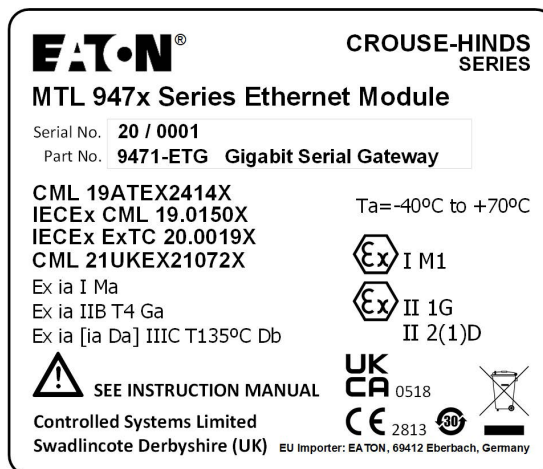 EATON®
CROUSE-HINDS
SERIES
MTL 947x Series Ethernet Module
Serial No. 20 / 0001
Part No. 9471-ETG Gigabit Serial Gateway
CML 19ATEX2414X
IECEx CML 19.0150X
IECEx ExTC 20.0019X
CML 21UKEX21072X
Ta=-40ºC to +70ºC
Ex ia I Ma
Ex ia IIB T4 Ga
Ex ia [ia Da] IIIC T135ºC Db
Ex I M1
Ex II 1G
II 2(1)D
SEE INSTRUCTION MANUAL
UK
CA 0518
CE 2813 30
Controlled Systems Limited
Swadlincote Derbyshire (UK)
EU Importer: EATON, 69412 Eberbach, Germany